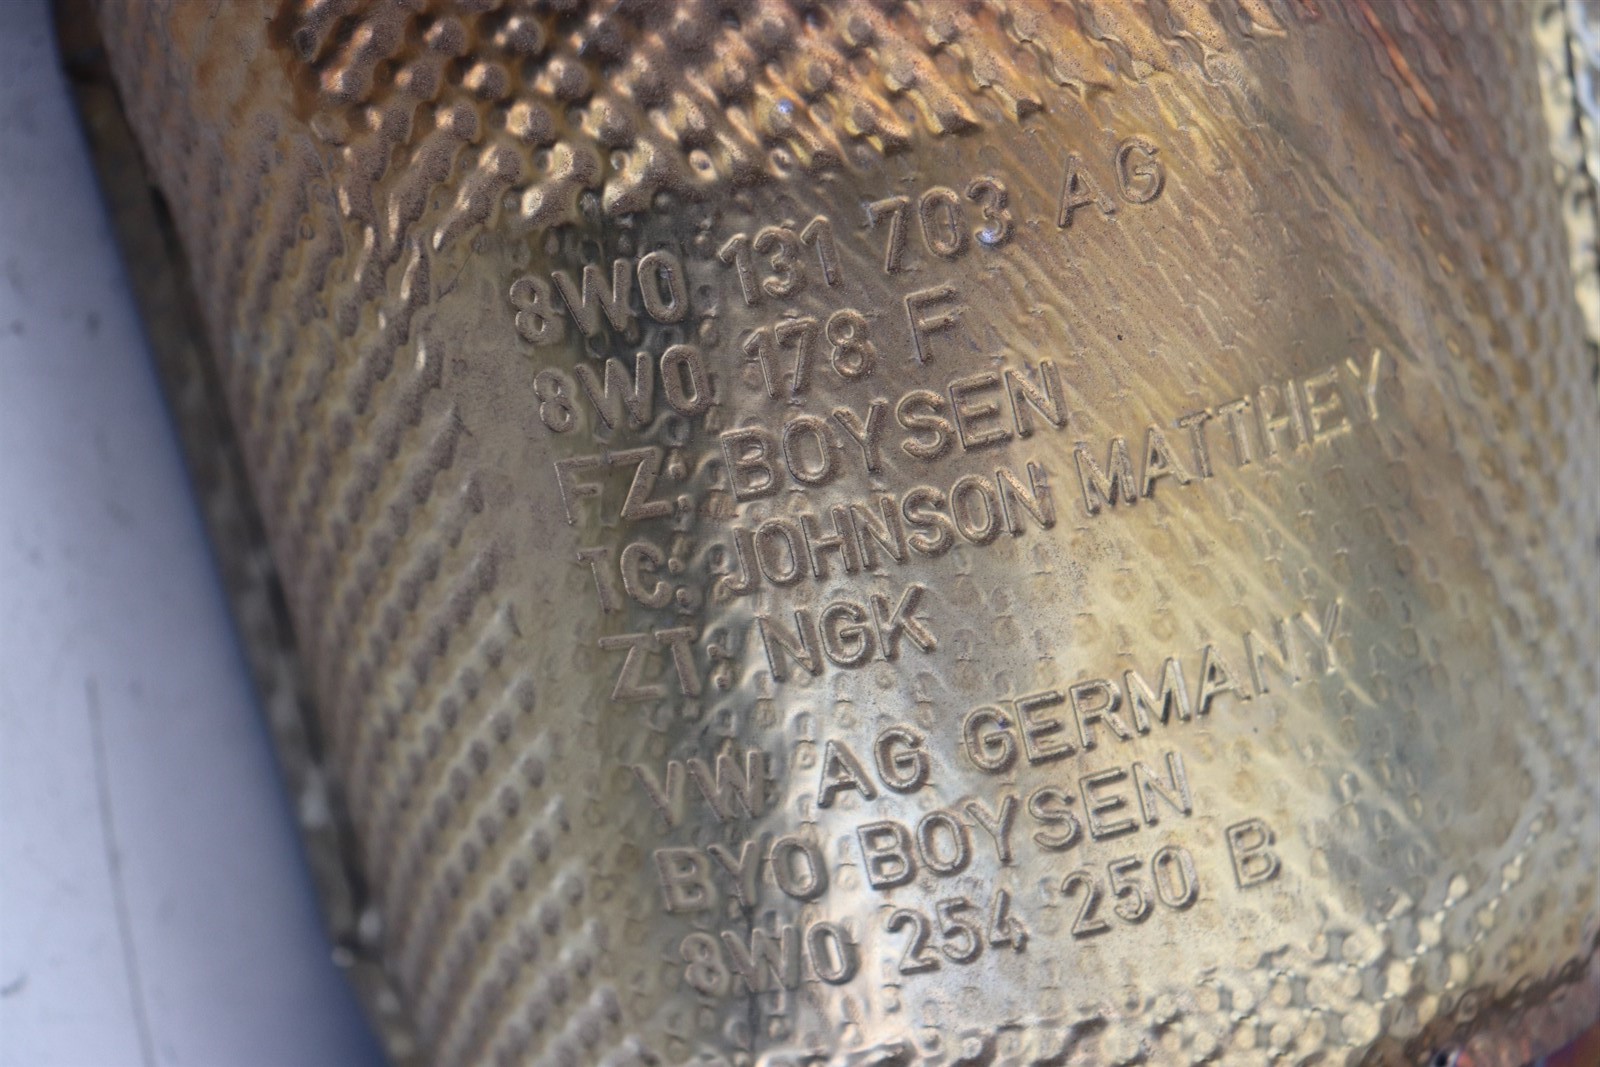 8W0 131 703 AG
8W0 178 F
FZ: BOYSEN
TC: JOHNSON MATTHEY
ZT: NGK
VW AG GERMANY
BYO BOYSEN
8W0 254 250 B